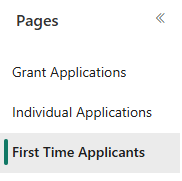 Pages
Grant Applications
Individual Applications
First Time Applicants